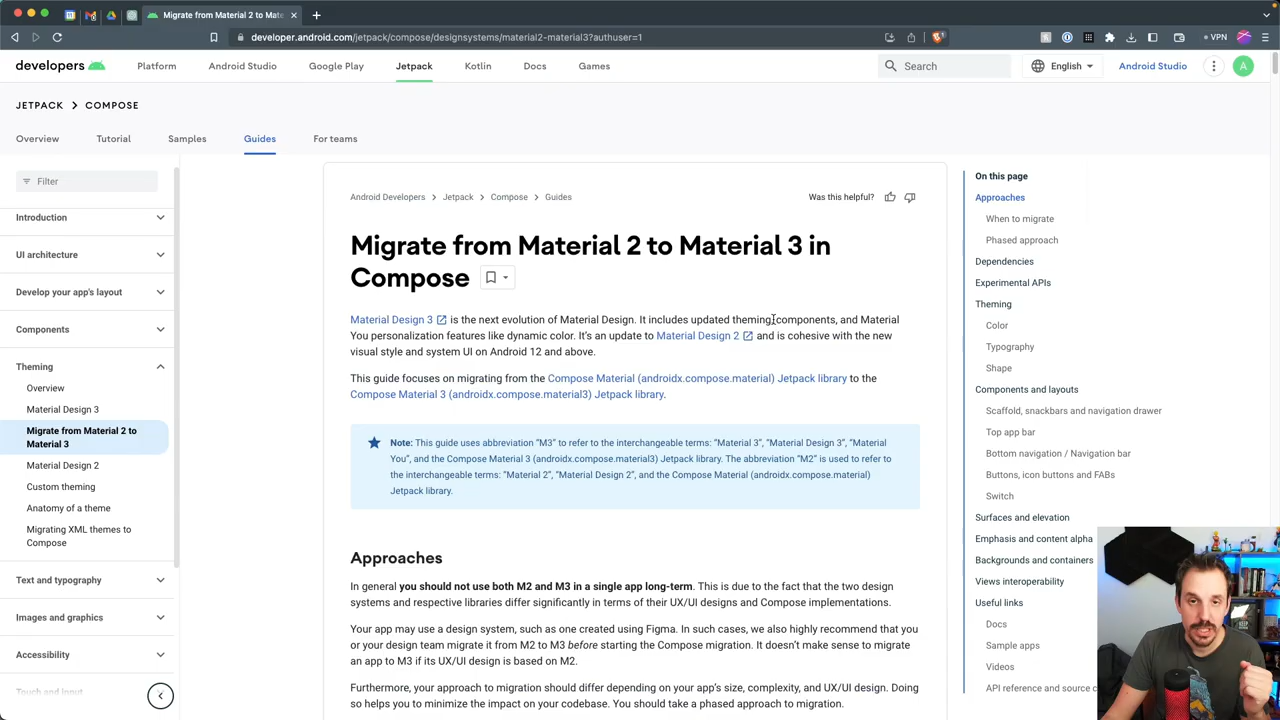 Migrate from Material 2 to Mate
developer.android.com/jetpack/compose/designsystems/material2-material3?authuser=1
VPN
developers
Platform
Android Studio
Google Play
Jetpack
Kotlin
Docs
Games
Search
English
Android Studio
A
JETPACK
COMPOSE
Overview
Tutorial
Samples
Guides
For teams
Filter
Introduction
UI architecture
Develop your app's layout
Components
Theming
Overview
Material Design 3
Migrate from Material 2 to
Material 3
Material Design 2
Custom theming
Anatomy of a theme
Migrating XML themes to
Compose
Text and typography
Images and graphics
Accessibility
Touch and input
Android Developers
Jetpack
Compose
Guides
Was this helpful?
Migrate from Material 2 to Material 3 in
Compose
Material Design 3 is the next evolution of Material Design. It includes updated theming, components, and Material
You personalization features like dynamic color. It's an update to Material Design 2 and is cohesive with the new
visual style and system UI on Android 12 and above.
This guide focuses on migrating from the Compose Material (androidx.compose.material) Jetpack library to the
Compose Material 3 (androidx.compose.material3) Jetpack library.
Note: This guide uses abbreviation “M3” to refer to the interchangeable terms: “Material 3”, “Material Design 3”, “Material
You”, and the Compose Material 3 (androidx.compose.material3) Jetpack library. The abbreviation “M2” is used to refer to
the interchangeable terms: “Material 2”, “Material Design 2”, and the Compose Material (androidx.compose.material)
Jetpack library.
Approaches
In general you should not use both M2 and M3 in a single app long-term. This is due to the fact that the two design
systems and respective libraries differ significantly in terms of their UX/UI designs and Compose implementations.
Your app may use a design system, such as one created using Figma. In such cases, we also highly recommend that you
or your design team migrate it from M2 to M3 before starting the Compose migration. It doesn't make sense to migrate
an app to M3 if its UX/UI design is based on M2.
Furthermore, your approach to migration should differ depending on your app's size, complexity, and UX/UI design. Doing
so helps you to minimize the impact on your codebase. You should take a phased approach to migration.
On this page
Approaches
When to migrate
Phased approach
Dependencies
Experimental APIs
Theming
Color
Typography
Shape
Components and layouts
Scaffold, snackbars and navigation drawer
Top app bar
Bottom navigation / Navigation bar
Buttons, icon buttons and FABs
Switch
Surfaces and elevation
Emphasis and content alpha
Backgrounds and containers
Views interoperability
Useful links
Docs
Sample apps
Videos
API reference and source c